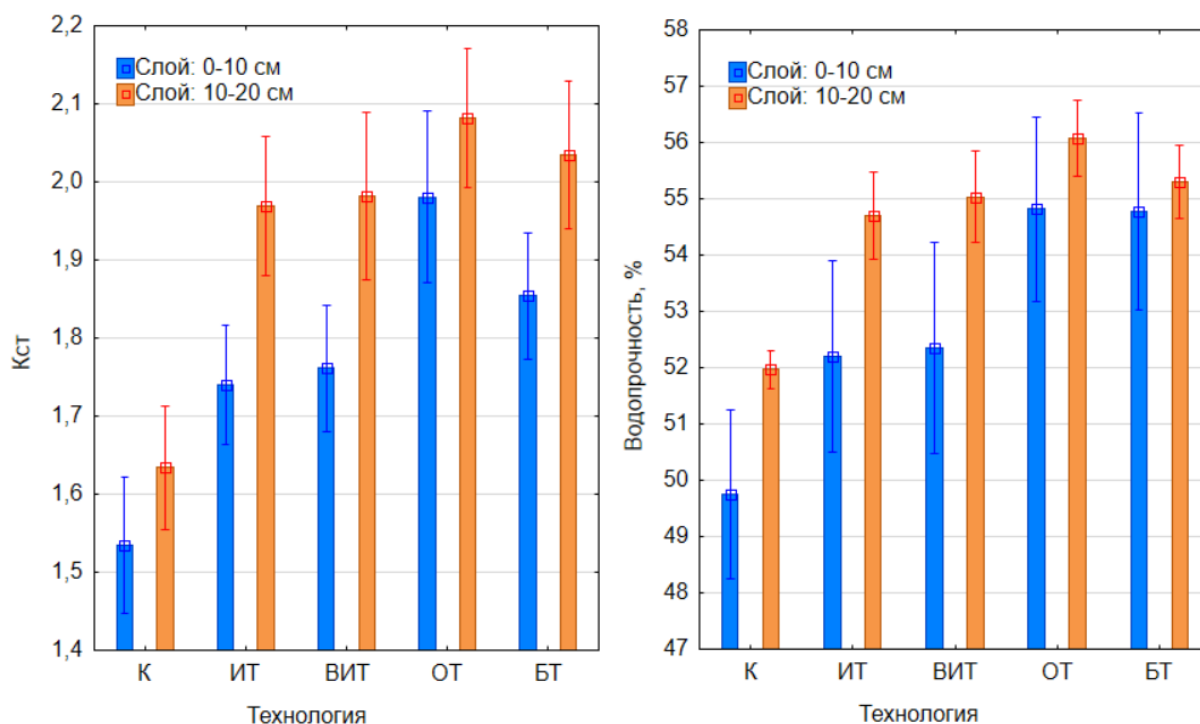 2,2
2,1
2,0
1,9
1,8
1,7
1,6
1,5
1,4
Кст
Слой: 0-10 см
Слой: 10-20 см
К ИТ ВИТ ОТ БТ
Технология
58
57
56
55
54
53
52
51
50
49
48
47
Водопрочность, %
Слой: 0-10 см
Слой: 10-20 см
К ИТ ВИТ ОТ БТ
Технология